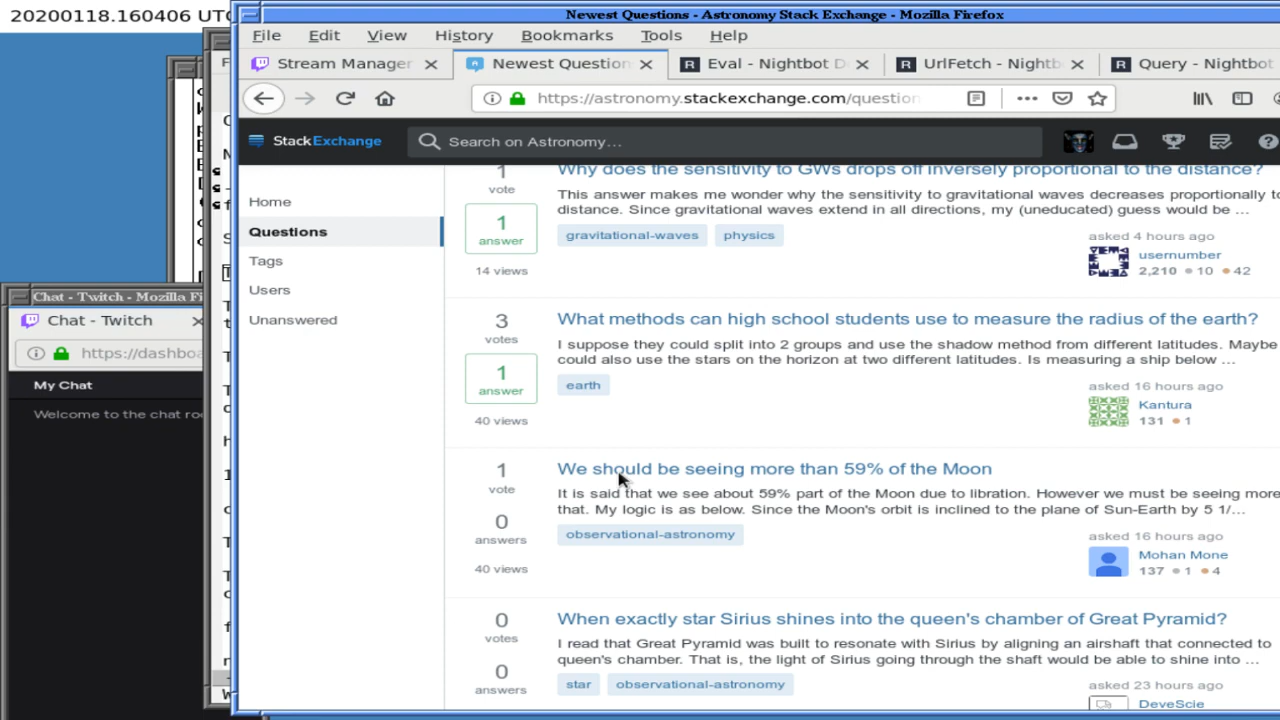 20200118.160406 UTC
Newest Questions - Astronomy Stack Exchange - Mozilla Firefox
File Edit View History Bookmarks Tools Help
Stream Manager
Newest Question
Eval - Nightbot D
UrlFetch - Nightb
Query - Nightbot
https://astronomy.stackexchange.com/question
StackExchange
Search on Astronomy…
Home
Questions
Tags
Users
Unanswered
1
vote
1
answer
14 views
Why does the sensitivity to GWs drops off inversely proportional to the distance?
This answer makes me wonder why the sensitivity to gravitational waves decreases proportionally to
distance. Since gravitational waves extend in all directions, my (uneducated) guess would be …
gravitational-waves physics
asked 4 hours ago
usernumber
2,210 10 42
3
votes
1
answer
40 views
What methods can high school students use to measure the radius of the earth?
I suppose they could split into 2 groups and use the shadow method from different latitudes. Maybe
could also use the stars on the horizon at two different latitudes. Is measuring a ship below …
earth
asked 16 hours ago
Kantura
131 1
1
vote
0
answers
40 views
We should be seeing more than 59% of the Moon
It is said that we see about 59% part of the Moon due to libration. However we must be seeing more
that. My logic is as below. Since the Moon's orbit is inclined to the plane of Sun-Earth by 5 1/…
observational-astronomy
asked 16 hours ago
Mohan Mone
137 1 4
0
votes
0
answers
When exactly star Sirius shines into the queen's chamber of Great Pyramid?
I read that Great Pyramid was built to resonate with Sirius by aligning an airshaft that connected to
queen's chamber. That is, the light of Sirius going through the shaft would be able to shine into …
star observational-astronomy
asked 23 hours ago
DeveScie
Chat - Twitch - Mozilla Fi
Chat - Twitch
https://dashboa
My Chat
Welcome to the chat roo